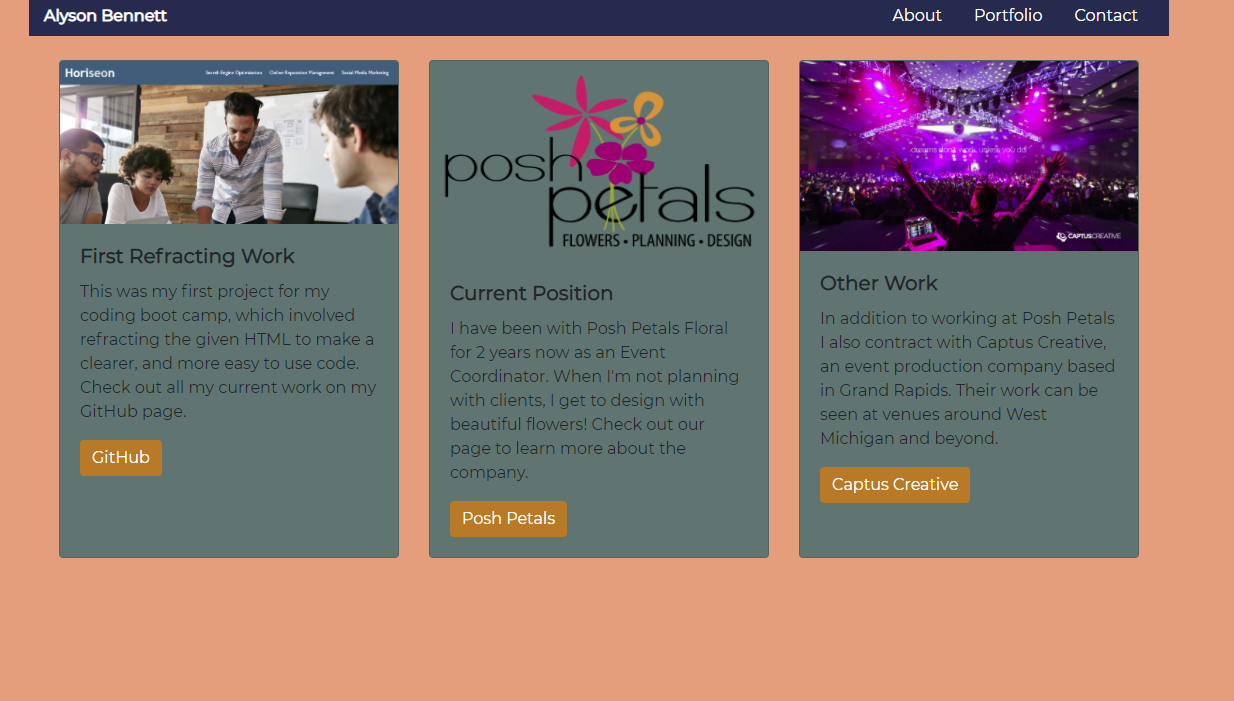 Alyson Bennett
About
Portfolio
Contact
Horiseon
Search Engine Optimization
Online Reputation Management
Social Media Marketing
First Refracting Work
This was my first project for my
coding boot camp, which involved
refracting the given HTML to make a
clearer, and more easy to use code.
Check out all my current work on my
GitHub page.
GitHub
posh
petals
FLOWERS • PLANNING • DESIGN
Current Position
I have been with Posh Petals Floral
for 2 years now as an Event
Coordinator. When I'm not planning
with clients, I get to design with
beautiful flowers! Check out our
page to learn more about the
company.
Posh Petals
dreams don't work unless you do
CAPTUSCREATIVE
Other Work
In addition to working at Posh Petals
I also contract with Captus Creative,
an event production company based
in Grand Rapids. Their work can be
seen at venues around West
Michigan and beyond.
Captus Creative